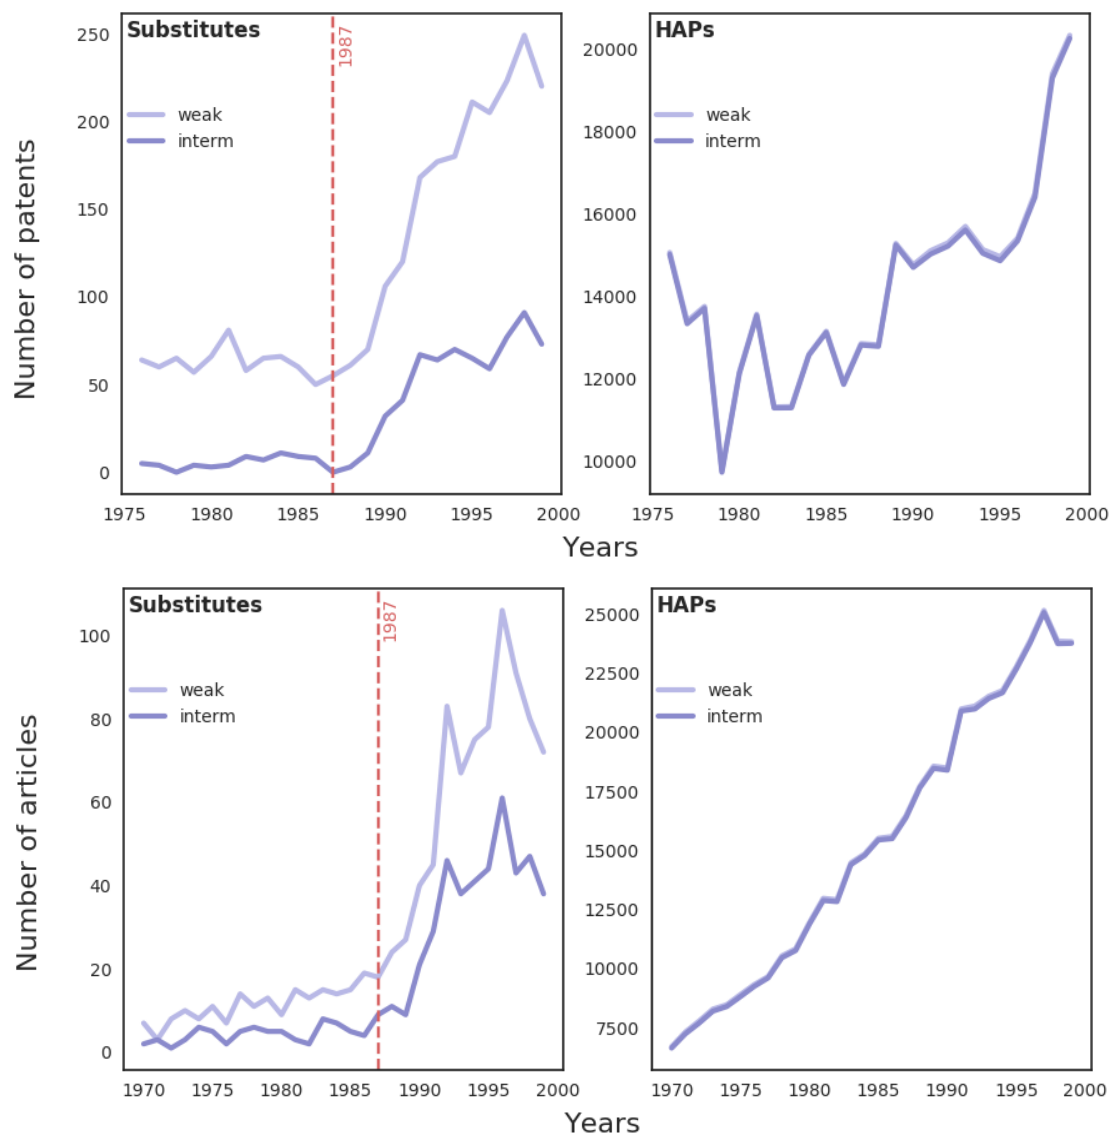 Substitutes
1987
weak
interm
250
200
150
100
50
0
Number of patents
1975 1980 1985 1990 1995 2000
HAPs
weak
interm
20000
18000
16000
14000
12000
10000
1975 1980 1985 1990 1995 2000
Years
Substitutes
1987
weak
interm
100
80
60
40
20
0
Number of articles
1970 1975 1980 1985 1990 1995 2000
HAPs
weak
interm
25000
22500
20000
17500
15000
12500
10000
7500
1970 1975 1980 1985 1990 1995 2000
Years